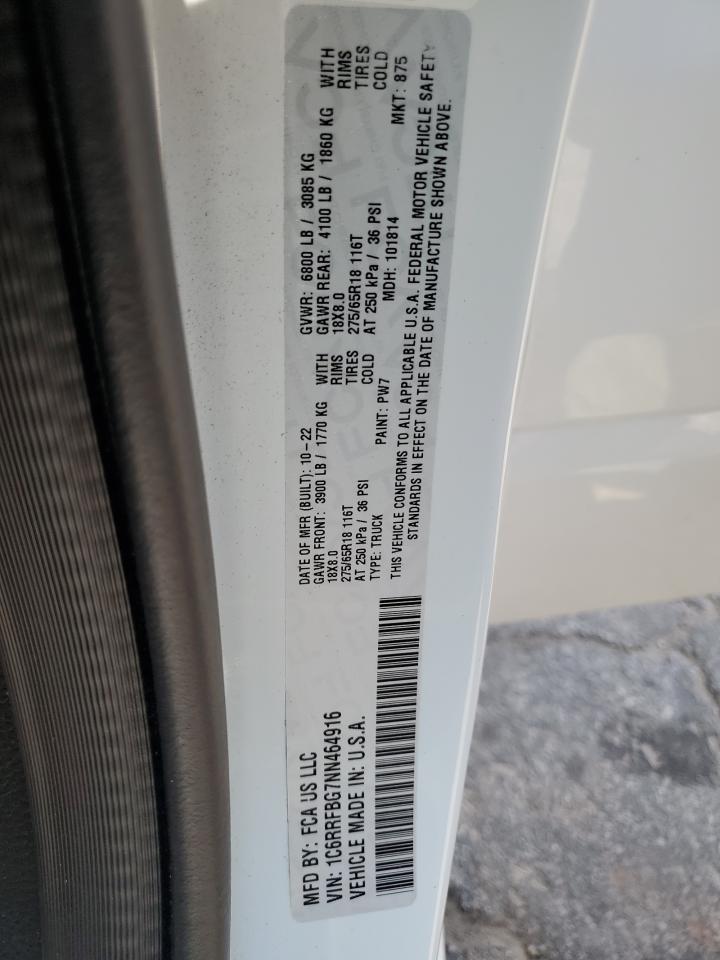 MFD BY: FCA US LLC
VIN: 1C6RRFBG7NN464916
VEHICLE MADE IN: U.S.A.
DATE OF MFR (BUILT): 10-22 GVWR: 6800 LB / 3085 KG
GAWR FRONT: 3900 LB / 1770 KG WITH GAWR REAR: 4100 LB / 1860 KG WITH
18X8.0 RIMS 18X8.0 RIMS
275/65R18 116T TIRES 275/65R18 116T TIRES
AT 250 kPa / 36 PSI COLD AT 250 kPa / 36 PSI COLD
TYPE: TRUCK PAINT: PW7 MDH: 101814 MKT: 875
THIS VEHICLE CONFORMS TO ALL APPLICABLE U.S.A. FEDERAL MOTOR VEHICLE SAFETY
STANDARDS IN EFFECT ON THE DATE OF MANUFACTURE SHOWN ABOVE.